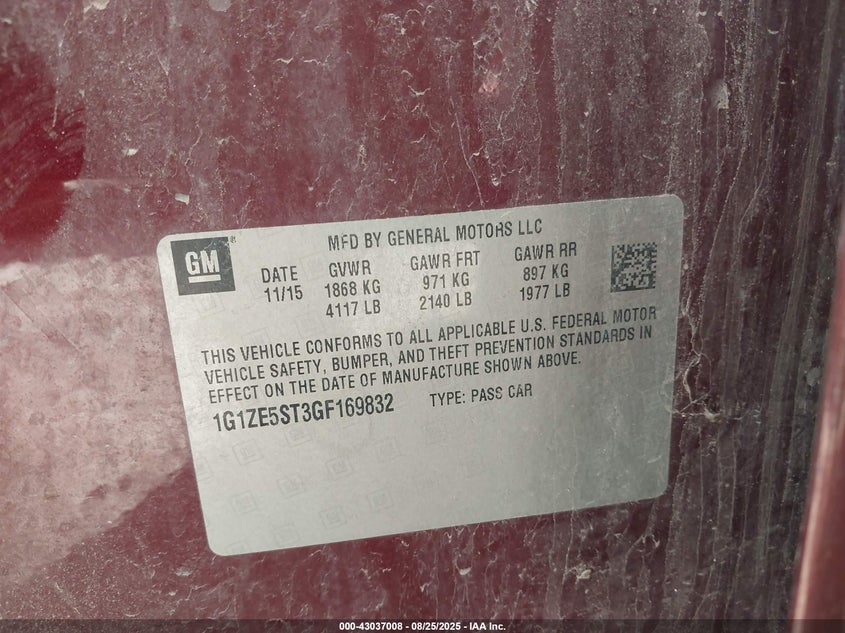 GM
MFD BY GENERAL MOTORS LLC
DATE GVWR GAWR FRT GAWR RR
11/15 1868 KG 971 KG 897 KG
4117 LB 2140 LB 1977 LB
THIS VEHICLE CONFORMS TO ALL APPLICABLE U.S. FEDERAL MOTOR
VEHICLE SAFETY, BUMPER, AND THEFT PREVENTION STANDARDS IN
EFFECT ON THE DATE OF MANUFACTURE SHOWN ABOVE.
1G1ZE5ST3GF169832 TYPE: PASS CAR
000-43037008 - 08/25/2025 - IAA Inc.